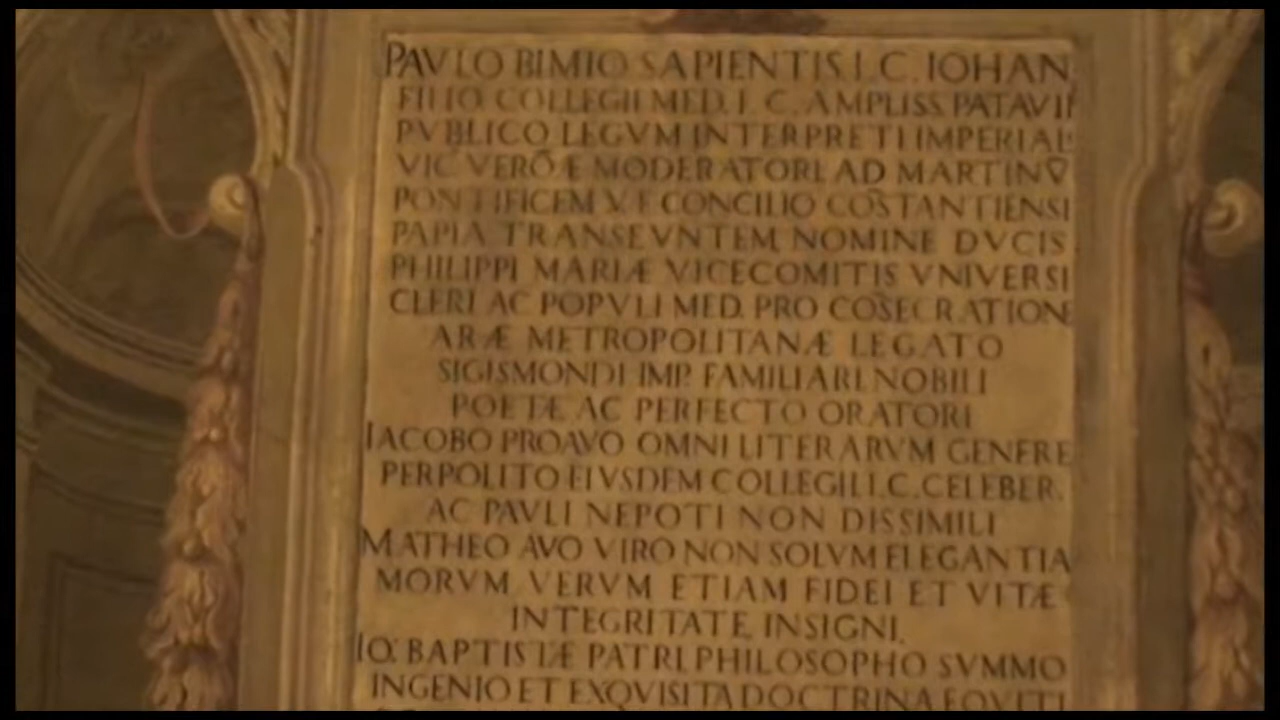 PAVLO BIMIO SAPIENTIS I.C. IOHAN
FILIO COLLEGII MED. I.C. AMPLISS. PATAVII
PVBLICO LEGVM INTERPRETI IMPERIAL
VIC VERŌÆ MODERATORI AD MARTINV̄
PONTIFICEM V. E CONCILIO CŌSTANTIENSI
PAPIA TRANSEVNTEM NOMINE DVCIS
PHILIPPI MARIÆ VICECOMITIS VNIVERSI
CLERI AC POPVLI MED. PRO CŌSECRATIONE
ARÆ METROPOLITANÆ LEGATO
SIGISMONDI IMP. FAMILIARI NOBILI
POETÆ AC PERFECTO ORATORI
IACOBO PROAVO OMNI LITERARVM GENERE
PERPOLITO EIVSDEM COLLEGII I.C. CELEBER.
AC PAVLI NEPOTI NON DISSIMILI
MATHEO AVO VIRO NON SOLVM ELEGANTIA
MORVM VERVM ETIAM FIDEI ET VITÆ
INTEGRITATE INSIGNI.
IO. BAPTISTÆ PATRI PHILOSOPHO SVMMO
INGENIO ET EXQVISITA DOCTRINA EQVITI